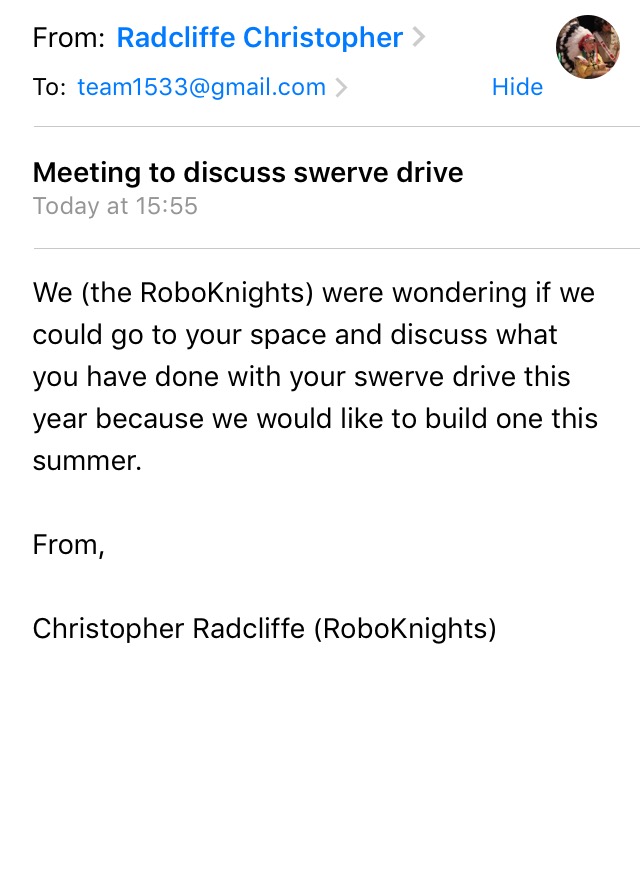 From: Radcliffe Christopher
To: team1533@gmail.com Hide
Meeting to discuss swerve drive
Today at 15:55
We (the RoboKnights) were wondering if we
could go to your space and discuss what
you have done with your swerve drive this
year because we would like to build one this
summer.
From,
Christopher Radcliffe (RoboKnights)